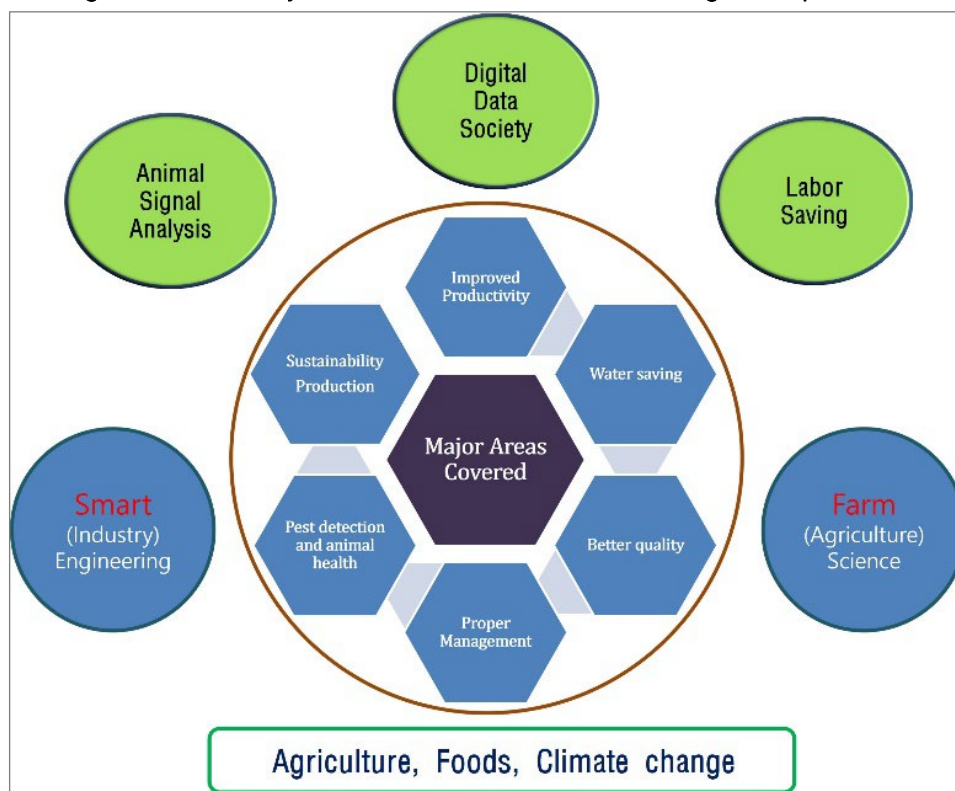 Digital
Data
Society
Animal
Signal
Analysis
Labor
Saving
Improved
Productivity
Sustainability
Production
Water saving
Major Areas
Covered
Smart
(Industry)
Engineering
Farm
(Agriculture)
Science
Pest detection
and animal
health
Better quality
Proper
Management
Agriculture, Foods, Climate change